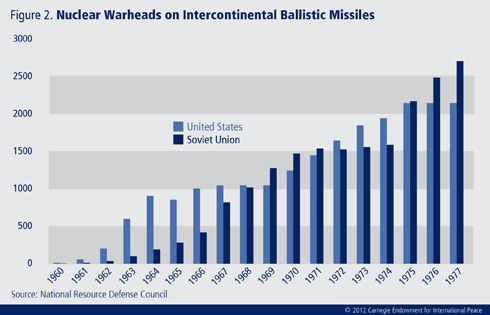 Figure 2. Nuclear Warheads on Intercontinental Ballistic Missiles
3000
2500
2000
1500
1000
500
0
United States
Soviet Union
1960 1961 1962 1963 1964 1965 1966 1967 1968 1969 1970 1971 1972 1973 1974 1975 1976 1977
Source: National Resource Defense Council
© 2012 Carnegie Endowment for International Peace